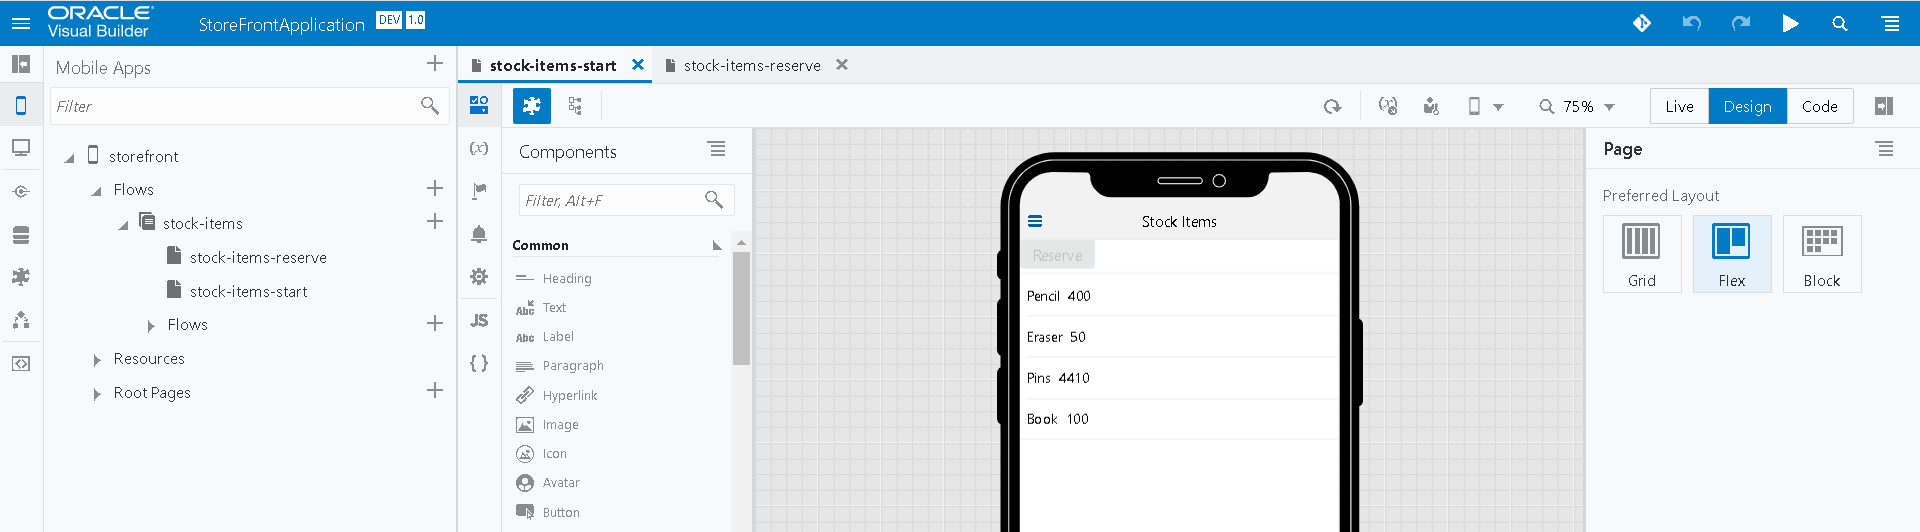 ORACLE®
Visual Builder
StoreFrontApplication DEV 1.0
Mobile Apps
Filter
storefront
Flows
stock-items
stock-items-reserve
stock-items-start
Flows
Resources
Root Pages
stock-items-start
stock-items-reserve
75%
Live Design Code
(x)
JS
{ }
Components
Filter, Alt+F
Common
Heading
Abc Text
Abc Label
Paragraph
Hyperlink
Image
Icon
Avatar
Button
Stock Items
Reserve
Pencil 400
Eraser 50
Pins 4410
Book 100
Page
Preferred Layout
Grid Flex Block